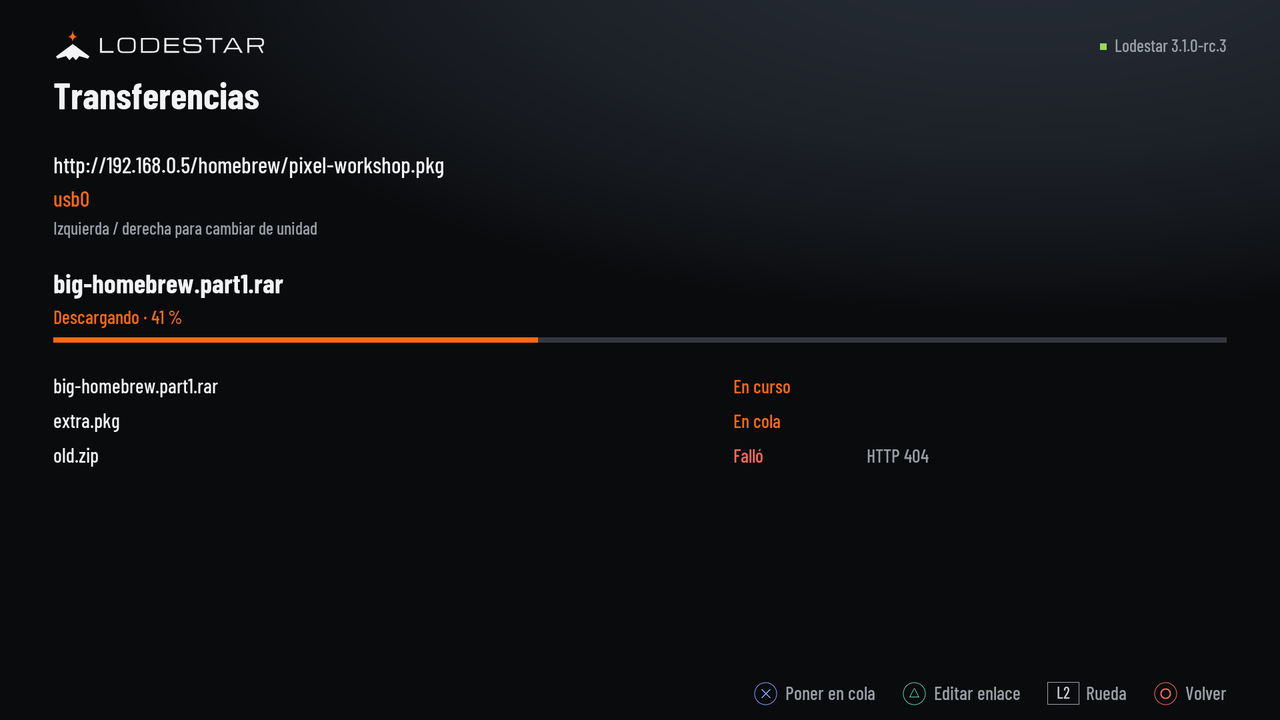 LODESTAR
Lodestar 3.1.0-rc.3
Transferencias
http://192.168.0.5/homebrew/pixel-workshop.pkg
usb0
Izquierda / derecha para cambiar de unidad
big-homebrew.part1.rar
Descargando · 41 %
big-homebrew.part1.rar En curso
extra.pkg En cola
old.zip Falló HTTP 404
Poner en cola Editar enlace L2 Rueda Volver